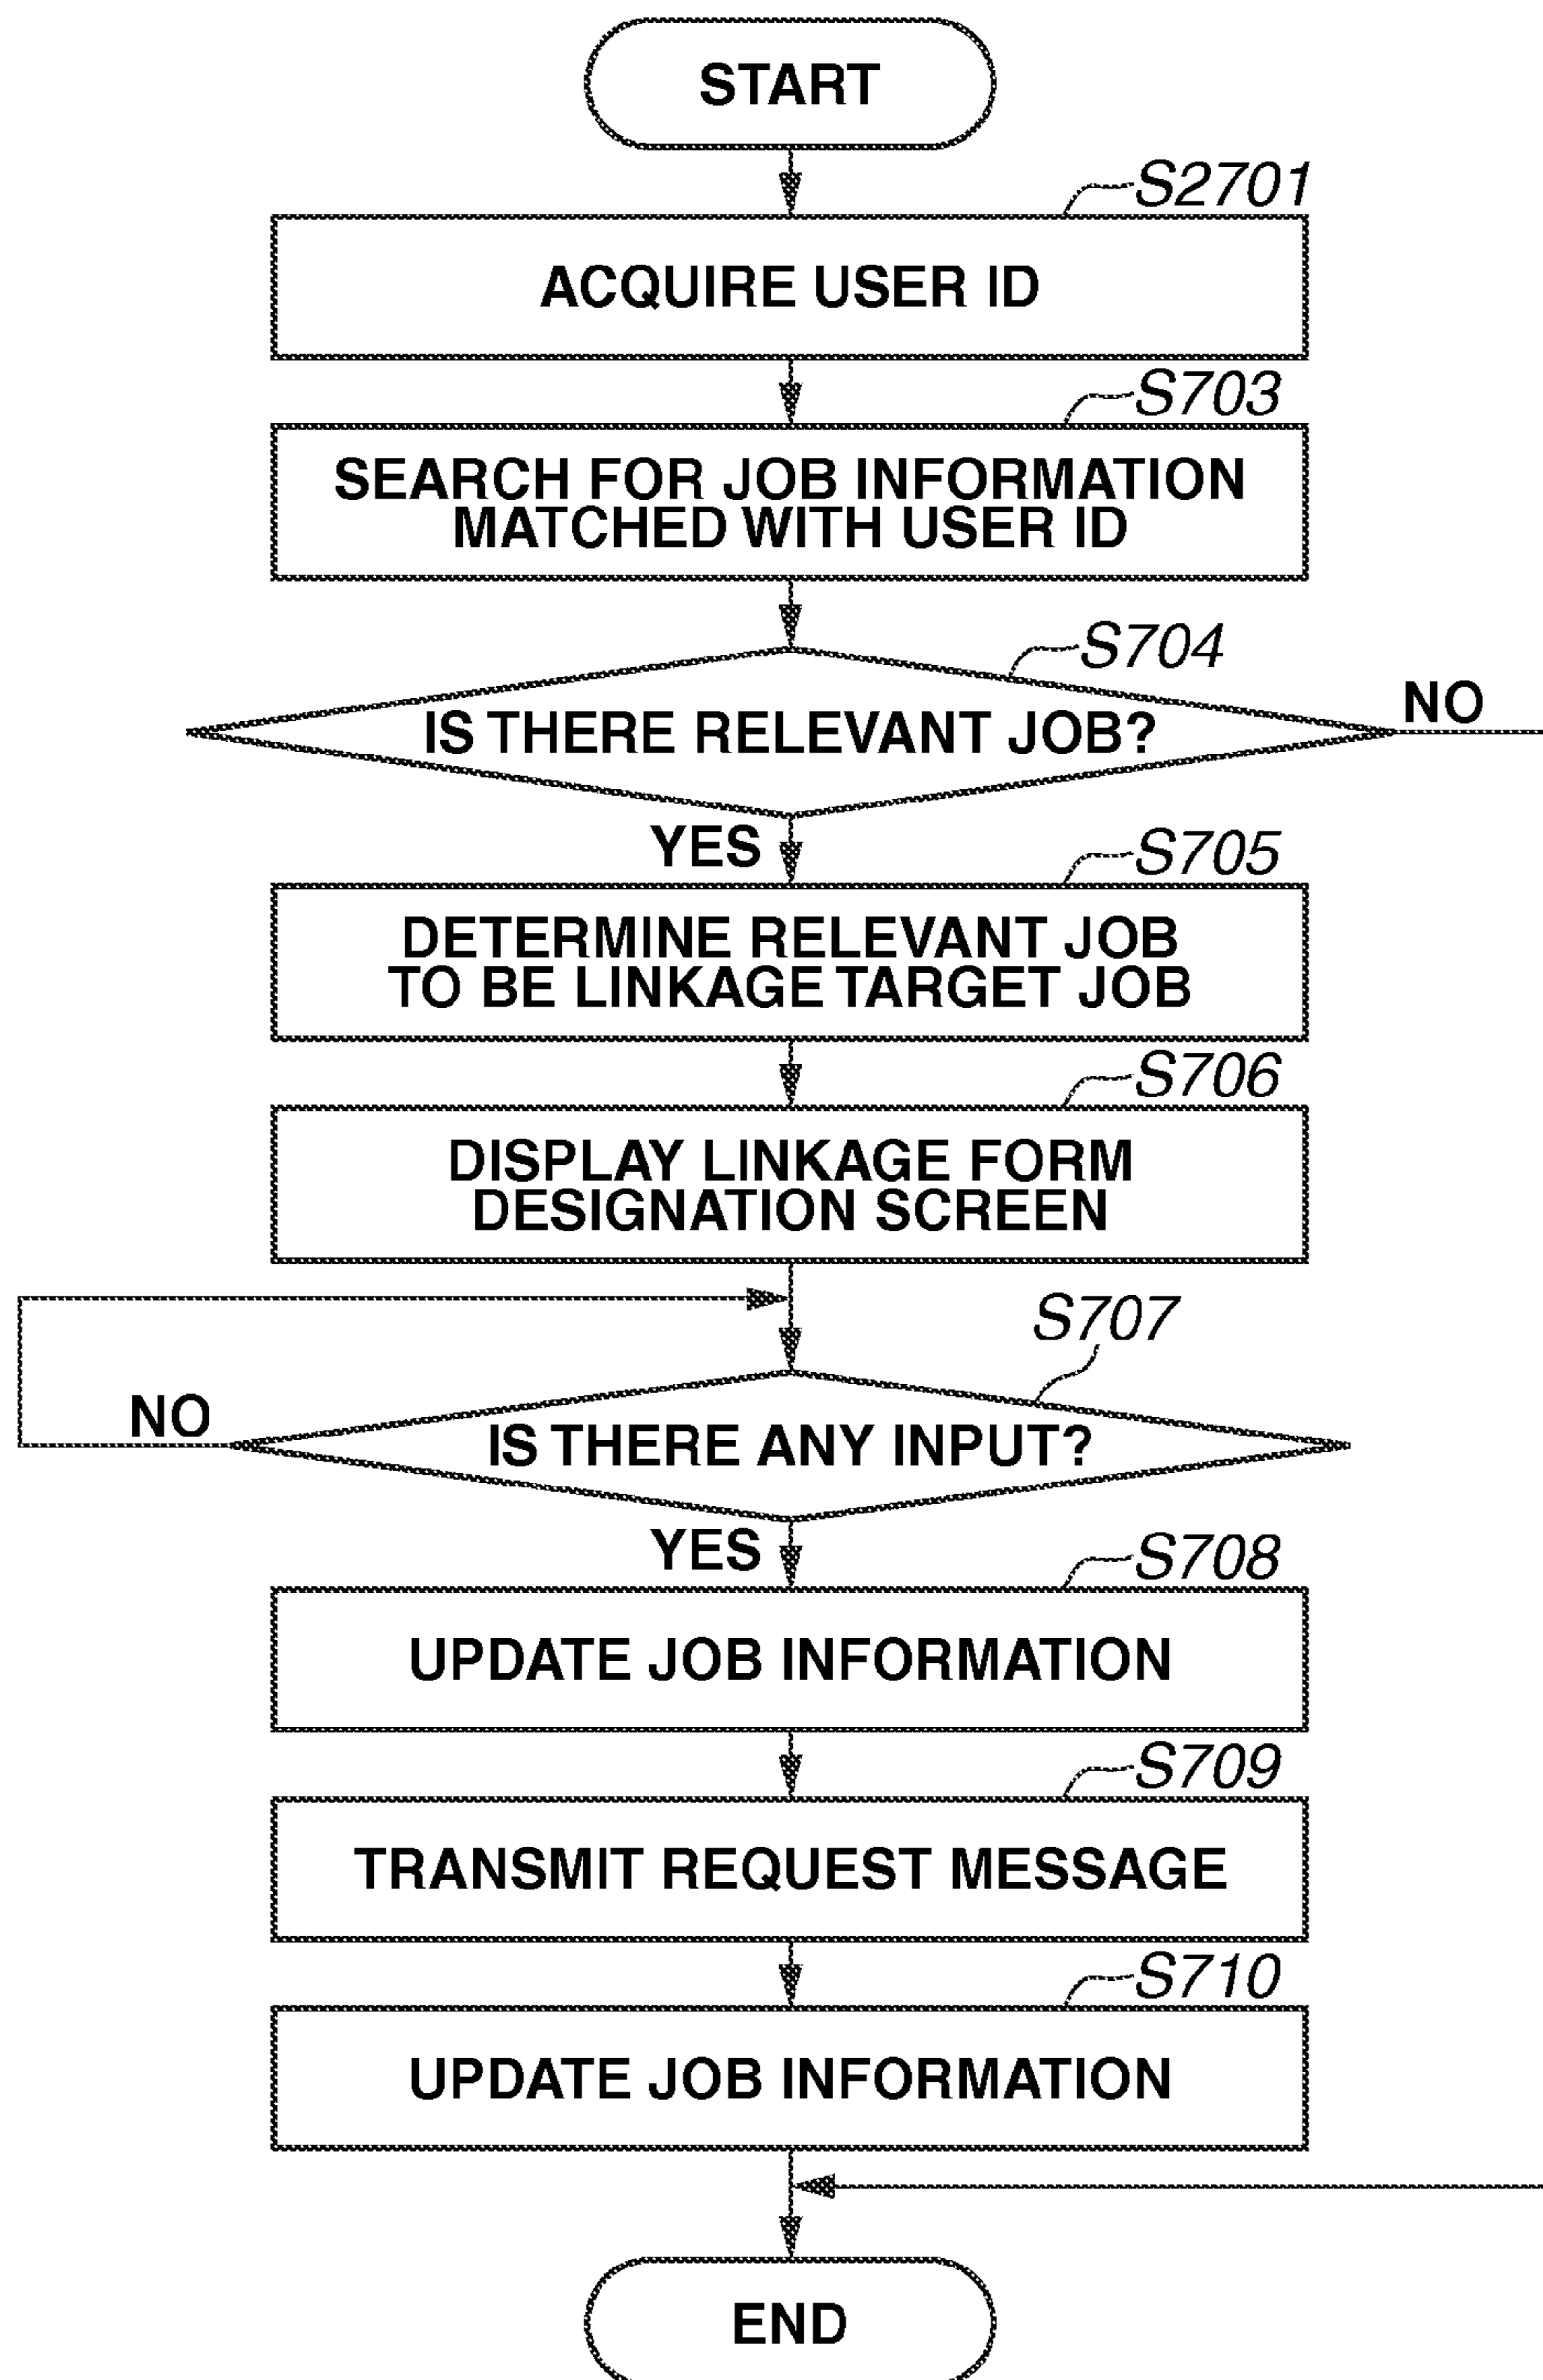 START
S2701
ACQUIRE USER ID
S703
SEARCH FOR JOB INFORMATION
MATCHED WITH USER ID
S704
IS THERE RELEVANT JOB?
NO
YES
S705
DETERMINE RELEVANT JOB
TO BE LINKAGE TARGET JOB
S706
DISPLAY LINKAGE FORM
DESIGNATION SCREEN
S707
NO
IS THERE ANY INPUT?
YES
S708
UPDATE JOB INFORMATION
S709
TRANSMIT REQUEST MESSAGE
S710
UPDATE JOB INFORMATION
END